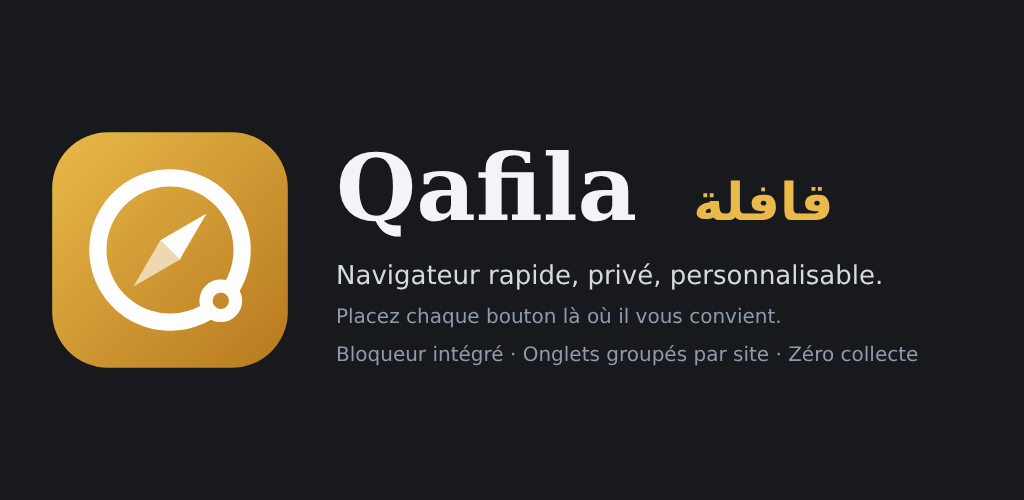 Qafila قافلة
Navigateur rapide, privé, personnalisable.
Placez chaque bouton là où il vous convient.
Bloqueur intégré · Onglets groupés par site · Zéro collecte